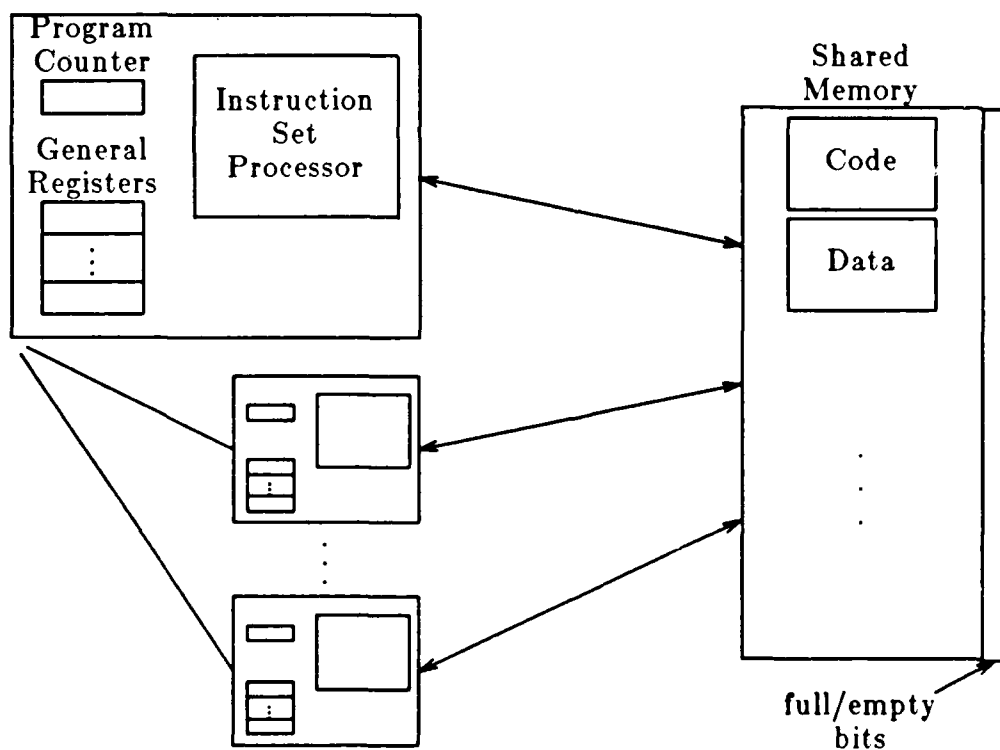 Program
Counter
Instruction
Set
Processor
General
Registers
Shared
Memory
Code
Data
full/empty
bits